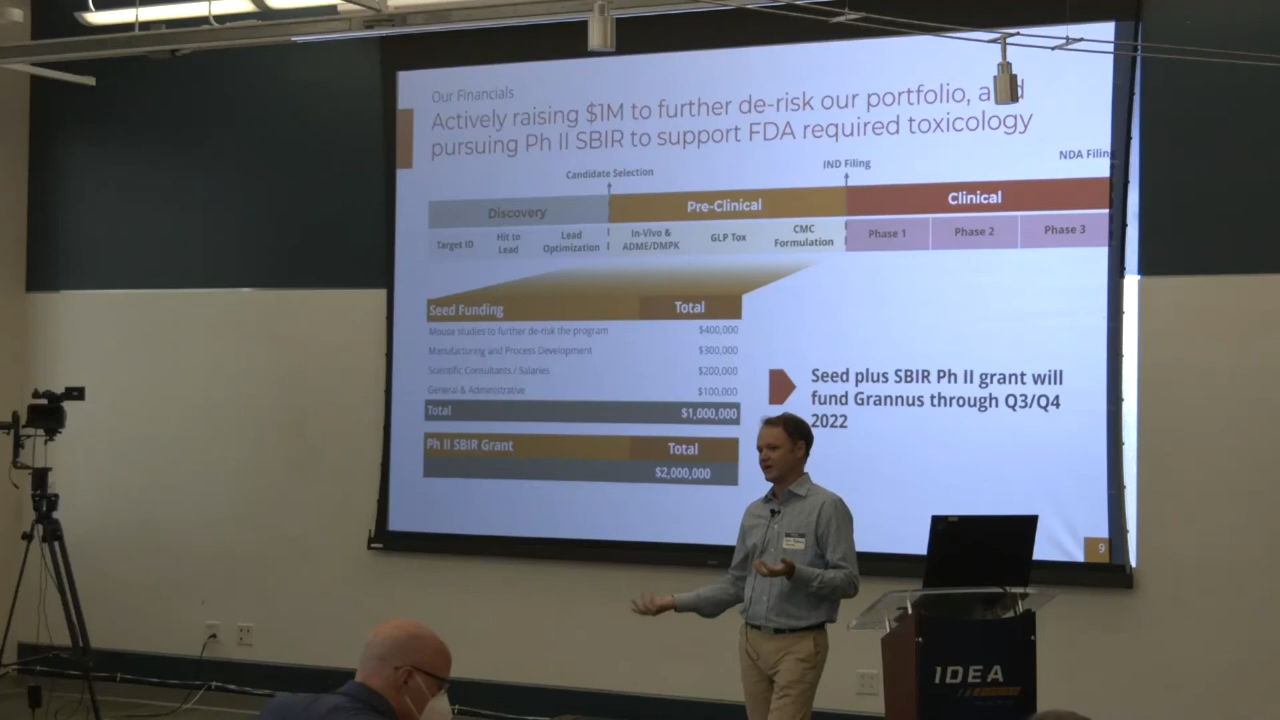 Our Financials
Actively raising $1M to further de-risk our portfolio, and
pursuing Ph II SBIR to support FDA required toxicology
Candidate Selection
IND Filing
NDA Filing
Discovery
Pre-Clinical
Clinical
Target ID
Hit to
Lead
Lead
Optimization
In-Vivo &
ADME/DMPK
GLP Tox
CMC
Formulation
Phase 1
Phase 2
Phase 3
Seed Funding Total
Mouse studies to further de-risk the program $400,000
Manufacturing and Process Development $300,000
Scientific Consultants / Salaries $200,000
General & Administrative $100,000
Total $1,000,000
Ph II SBIR Grant Total
$2,000,000
Seed plus SBIR Ph II grant will
fund Grannus through Q3/Q4
2022
9
IDEA